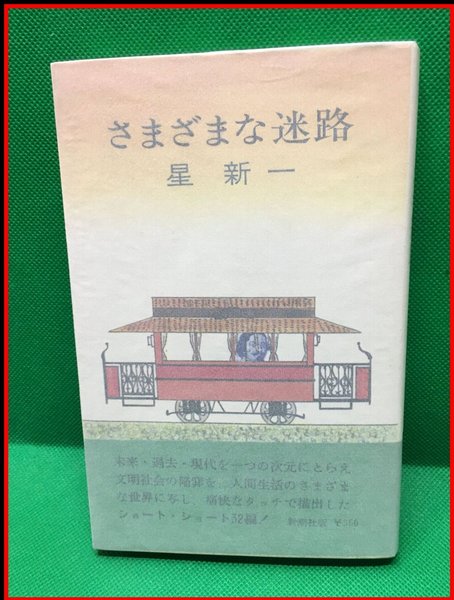 さまざまな迷路
星 新一
未来・過去・現代を一つの次元にとらえ
文明社会の陥穽を、人間生活のさまざま
な世界に写し、痛快なタッチで描出した
ショート・ショート32編!
新潮社版